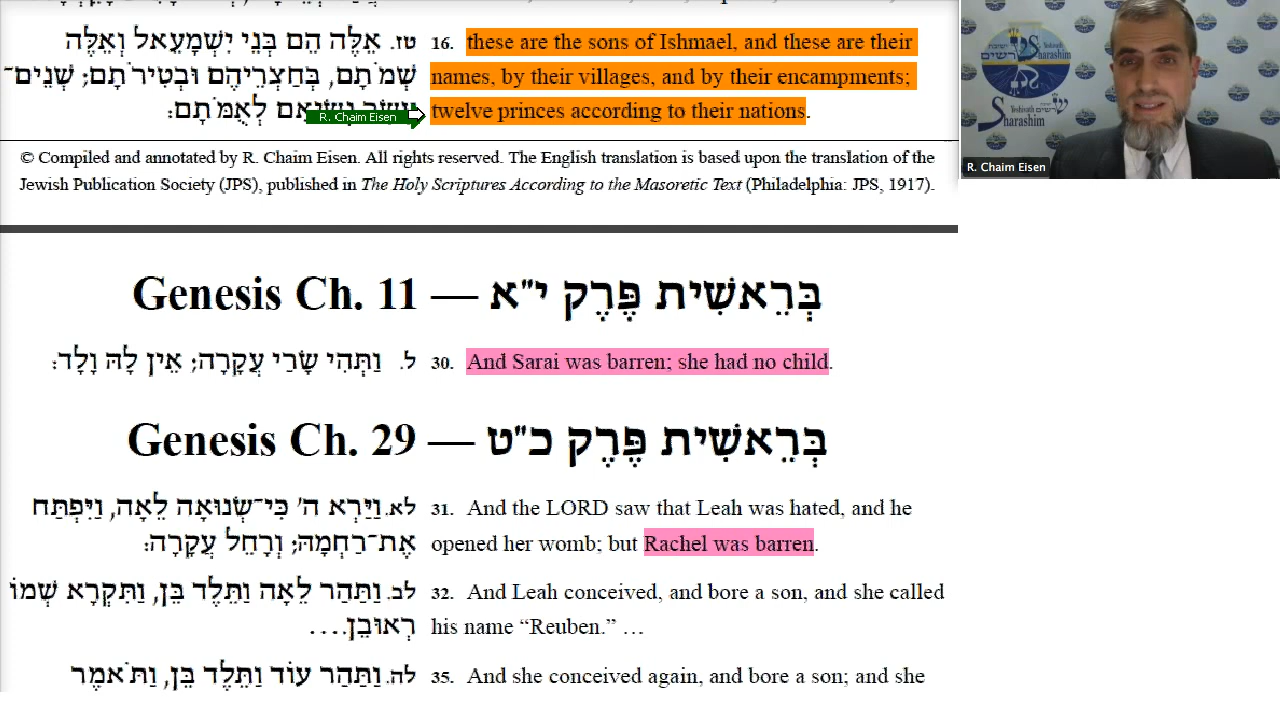 טז. אֵלֶּה הֵם בְּנֵי יִשְׁמָעֵאל וְאֵלֶּה
שְׁמֹתָם, בְּחַצְרֵיהֶם וּבְטִירֹתָם; שְׁנֵים־
לְאֻמֹּתָם:
16. these are the sons of Ishmael, and these are their
names, by their villages, and by their encampments;
twelve princes according to their nations.
R. Chaim Eisen
© Compiled and annotated by R. Chaim Eisen. All rights reserved. The English translation is based upon the translation of the
Jewish Publication Society (JPS), published in The Holy Scriptures According to the Masoretic Text (Philadelphia: JPS, 1917).
Genesis Ch. 11 — בְּרֵאשִׁית פֶּרֶק י"א
ל. וַתְּהִי שָׂרַי עֲקָרָה; אֵין לָהּ וָלָד:
30. And Sarai was barren; she had no child.
Genesis Ch. 29 — בְּרֵאשִׁית פֶּרֶק כ"ט
לא. וַיַּרְא ה' כִּי־שְׂנוּאָה לֵאָה, וַיִּפְתַּח
אֶת־רַחְמָהּ; וְרָחֵל עֲקָרָה:
31. And the LORD saw that Leah was hated, and he
opened her womb; but Rachel was barren.
לב. וַתַּהַר לֵאָה וַתֵּלֶד בֵּן, וַתִּקְרָא שְׁמוֹ
רְאוּבֵן....
32. And Leah conceived, and bore a son, and she called
his name “Reuben.” …
לה. וַתַּהַר עוֹד וַתֵּלֶד בֵּן, וַתֹּאמֶר
35. And she conceived again, and bore a son; and she
Yeshivath
Sharashim
Yeshivath
Sharashim
R. Chaim Eisen